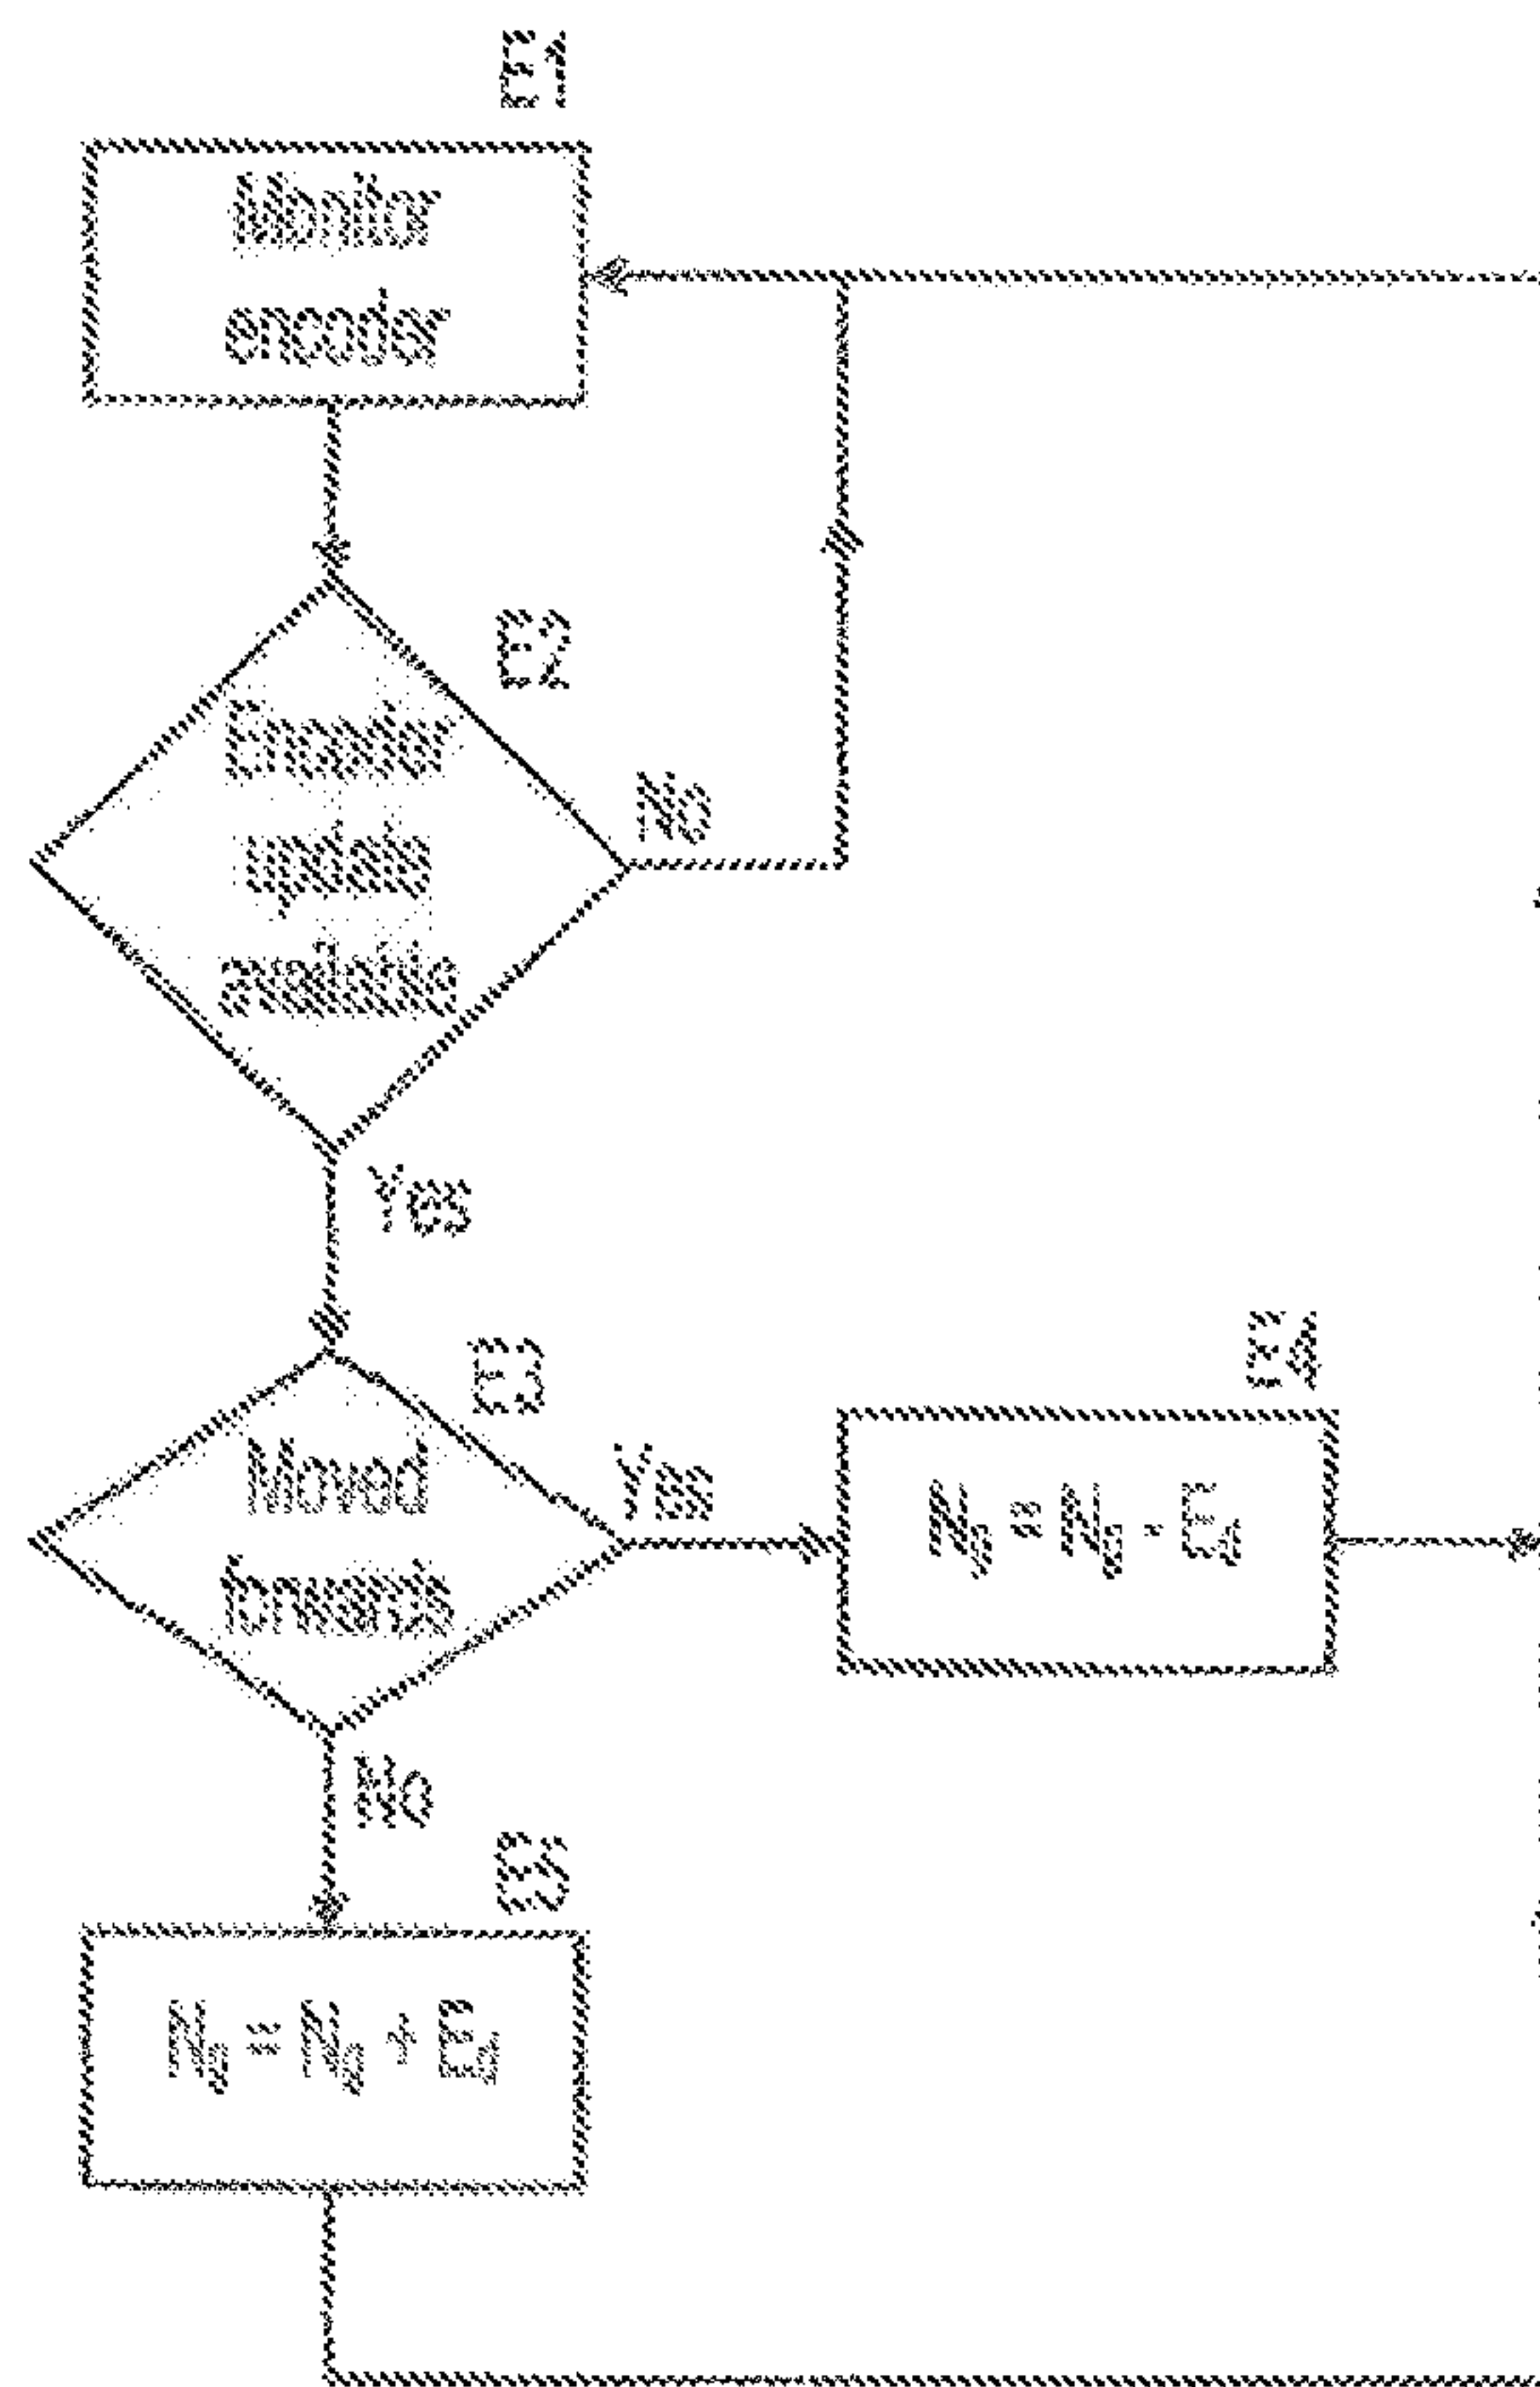 E1
Monitor
encoder
E2
Encoder
update
available
No
Yes
E3
Moved
forwards
Yes
E4
No
E5